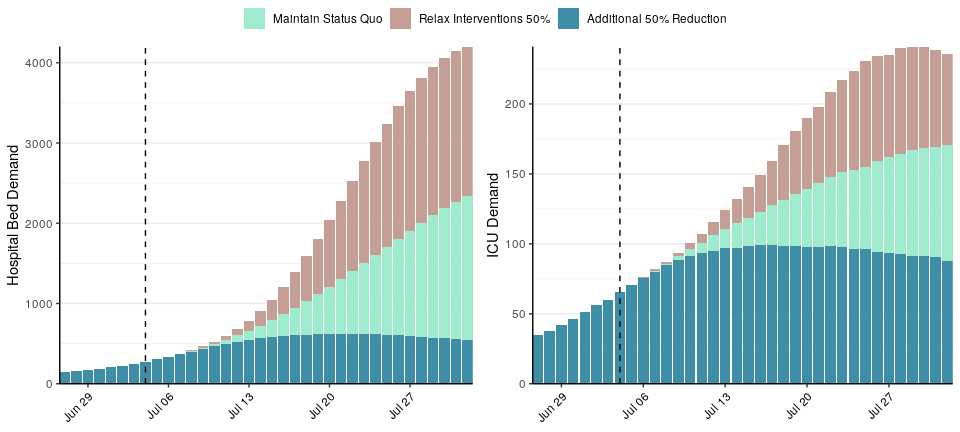 Maintain Status Quo Relax Interventions 50% Additional 50% Reduction
Hospital Bed Demand
4000
3000
2000
1000
0
Jun 29 Jul 06 Jul 13 Jul 20 Jul 27
ICU Demand
200
150
100
50
0
Jun 29 Jul 06 Jul 13 Jul 20 Jul 27